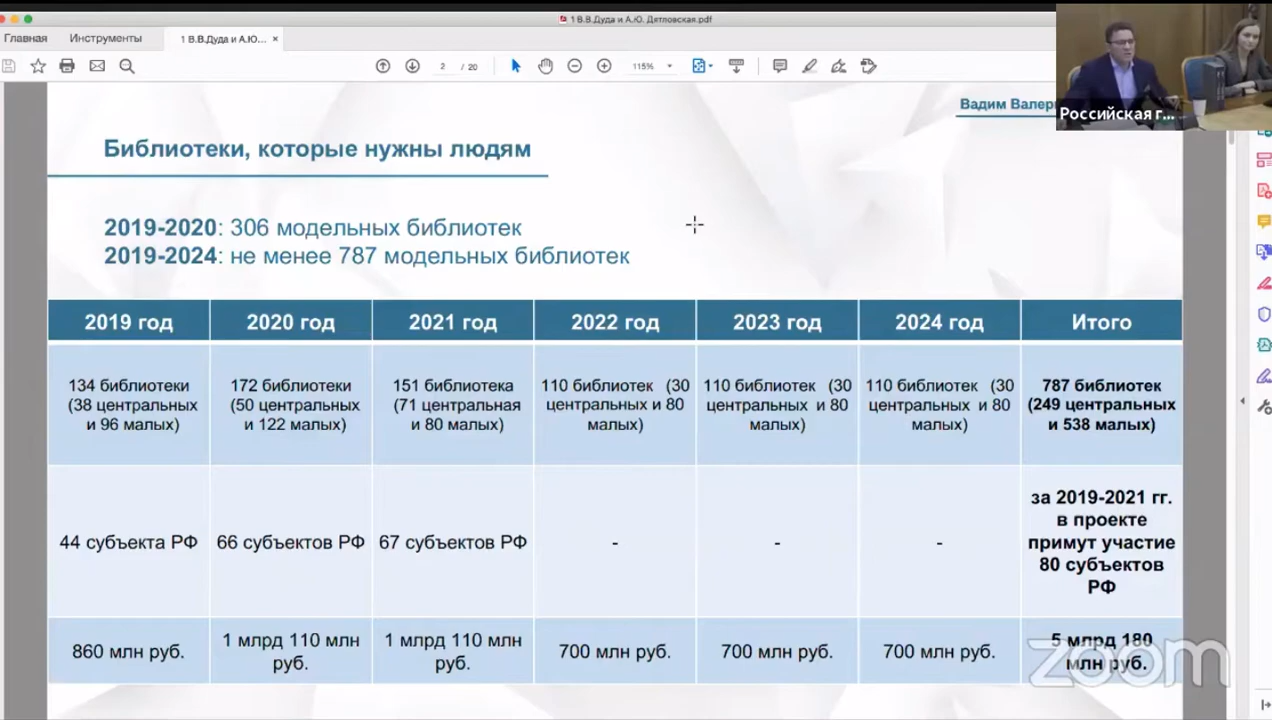 1 В.В.Дуда и А.Ю. Дятловская.pdf
Главная Инструменты 1 В.В.Дуда и А.Ю... ×
2 / 20 115%
Вадим Валер
Российская г...
Библиотеки, которые нужны людям
2019-2020: 306 модельных библиотек
2019-2024: не менее 787 модельных библиотек
2019 год 2020 год 2021 год 2022 год 2023 год 2024 год Итого
134 библиотеки
(38 центральных
и 96 малых)
172 библиотеки
(50 центральных
и 122 малых)
151 библиотека
(71 центральная
и 80 малых)
110 библиотек (30
центральных и 80
малых)
110 библиотек (30
центральных и 80
малых)
110 библиотек (30
центральных и 80
малых)
787 библиотек
(249 центральных
и 538 малых)
44 субъекта РФ
66 субъектов РФ
67 субъектов РФ
-
-
-
за 2019-2021 гг.
в проекте
примут участие
80 субъектов
РФ
860 млн руб.
1 млрд 110 млн
руб.
1 млрд 110 млн
руб.
700 млн руб.
700 млн руб.
700 млн руб.
5 млрд 180
млн руб.
zoom